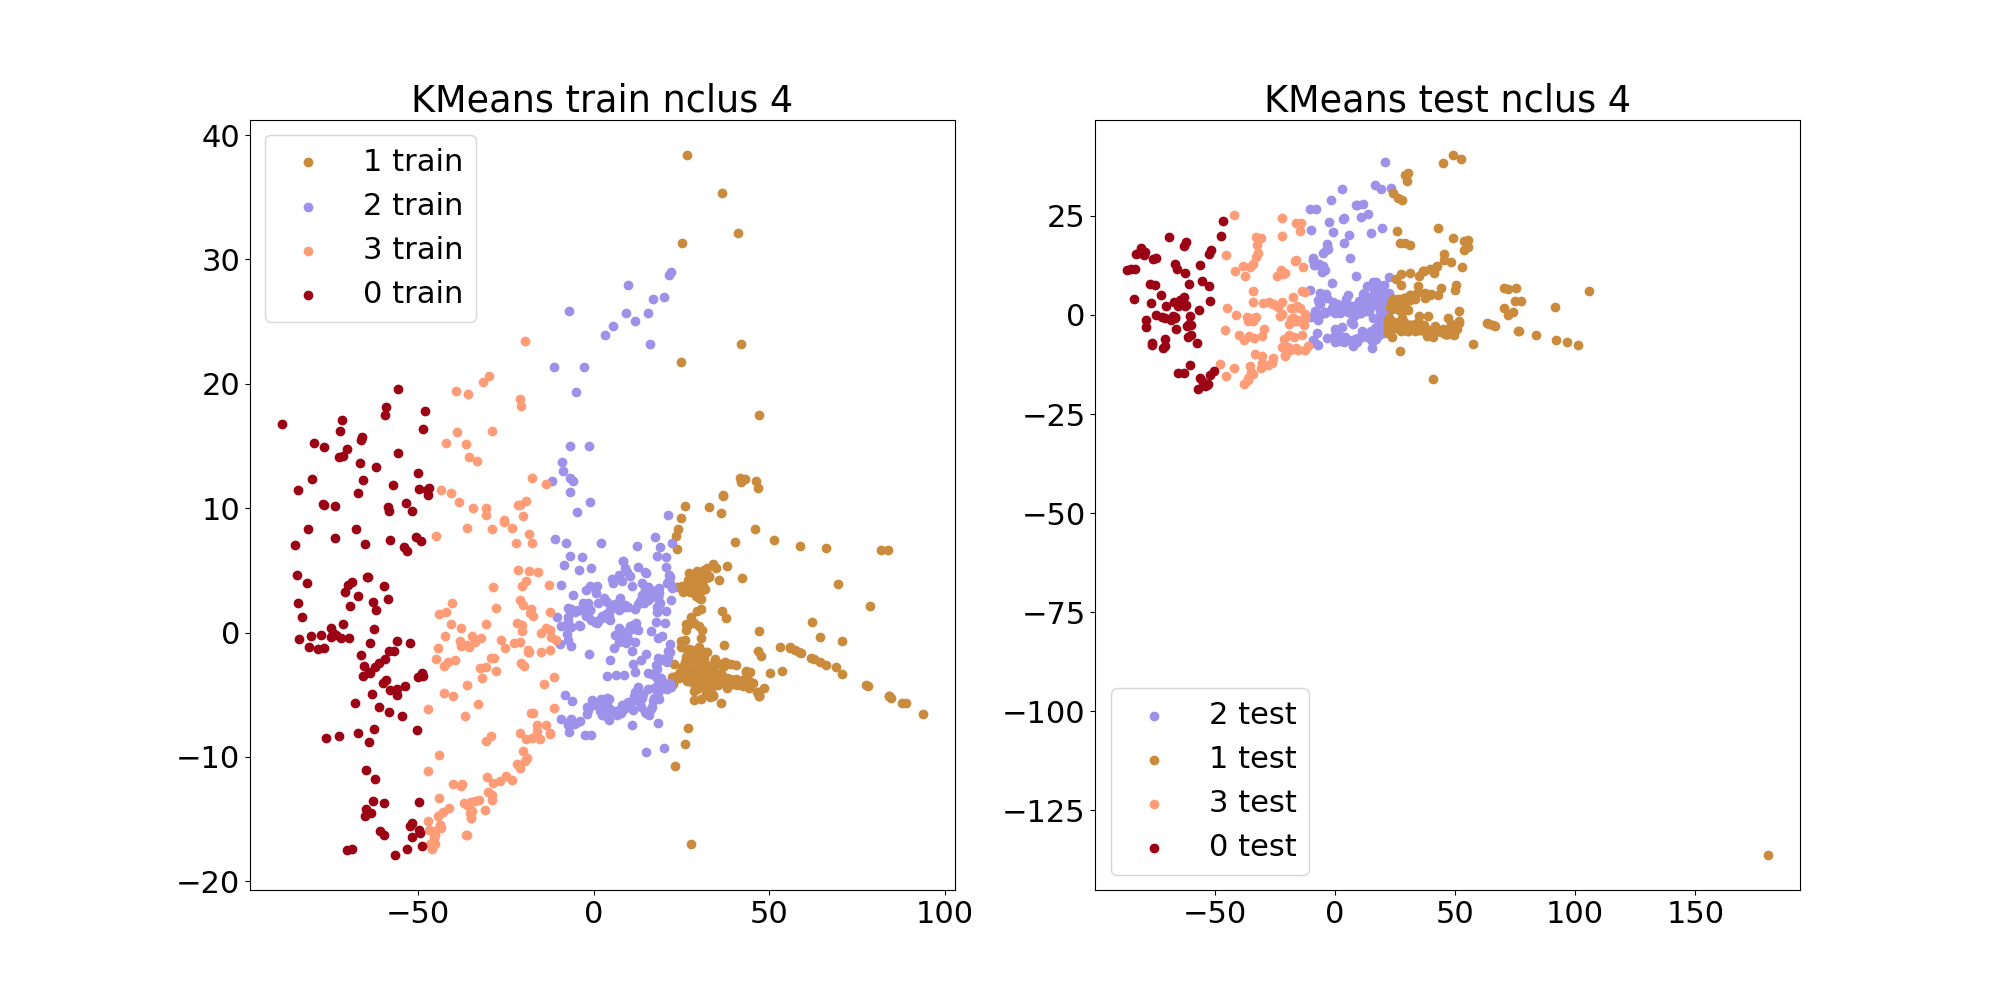 KMeans train nclus 4
40
30
20
10
0
−10
−20
−50
0
50
100
1 train
2 train
3 train
0 train
KMeans test nclus 4
25
0
−25
−50
−75
−100
−125
−50
0
50
100
150
2 test
1 test
3 test
0 test